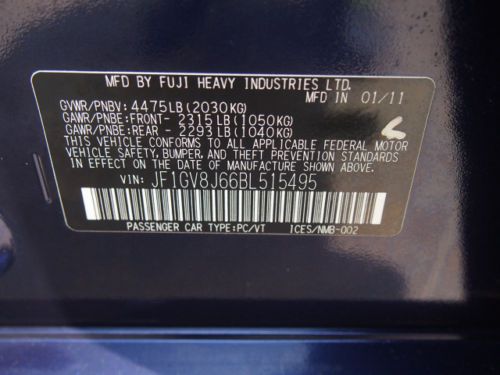 MFD BY FUJI HEAVY INDUSTRIES LTD.
GVWR/PNBV: 4475LB (2030KG) MFD IN 01/11
GAWR/PNBE: FRONT- 2315LB (1050KG)
GAWR/PNBE: REAR - 2293LB (1040KG)
THIS VEHICLE CONFORMS TO ALL APPLICABLE FEDERAL MOTOR
VEHICLE SAFETY, BUMPER, AND THEFT PREVENTION STANDARDS
IN EFFECT ON THE DATE OF MANUFACTURE SHOWN ABOVE.
VIN: JF1GV8J66BL515495
PASSENGER CAR TYPE: PC/VT ICES/NMB-002